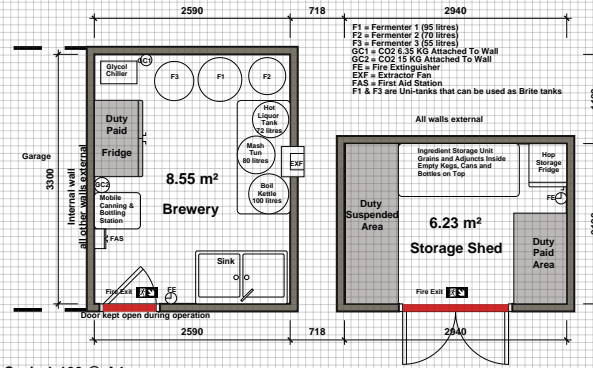 2590
718
2940
F1 = Fermenter 1 (95 litres)
F2 = Fermenter 2 (70 litres)
F3 = Fermenter 3 (55 litres)
GC1 = CO2 6.35 KG Attached To Wall
GC2 = CO2 15 KG Attached To Wall
FE = Fire Extinguisher
EXF = Extractor Fan
FAS = First Aid Station
F1 & F3 are Uni-tanks that can be used as Brite tanks
All walls external
Garage
3300
Internal wall
all other walls external
Glycol
Chiller
GC1
F3
F1
F2
Duty
Paid
Fridge
Hot
Liquor
Tank
72 litres
Mash
Tun
80 litres
EXF
Boil
Kettle
100 litres
8.55 m²
Brewery
GC2
Mobile
Canning &
Bottling
Station
FAS
Sink
Fire Exit
FE
Door kept open during operation
Ingredient Storage Unit
Grains and Adjuncts Inside
Empty Kegs, Cans and
Bottles on Top
Hop
Storage
Fridge
FE
Duty
Suspended
Area
6.23 m²
Storage Shed
Duty
Paid
Area
Fire Exit
2590
718
2940